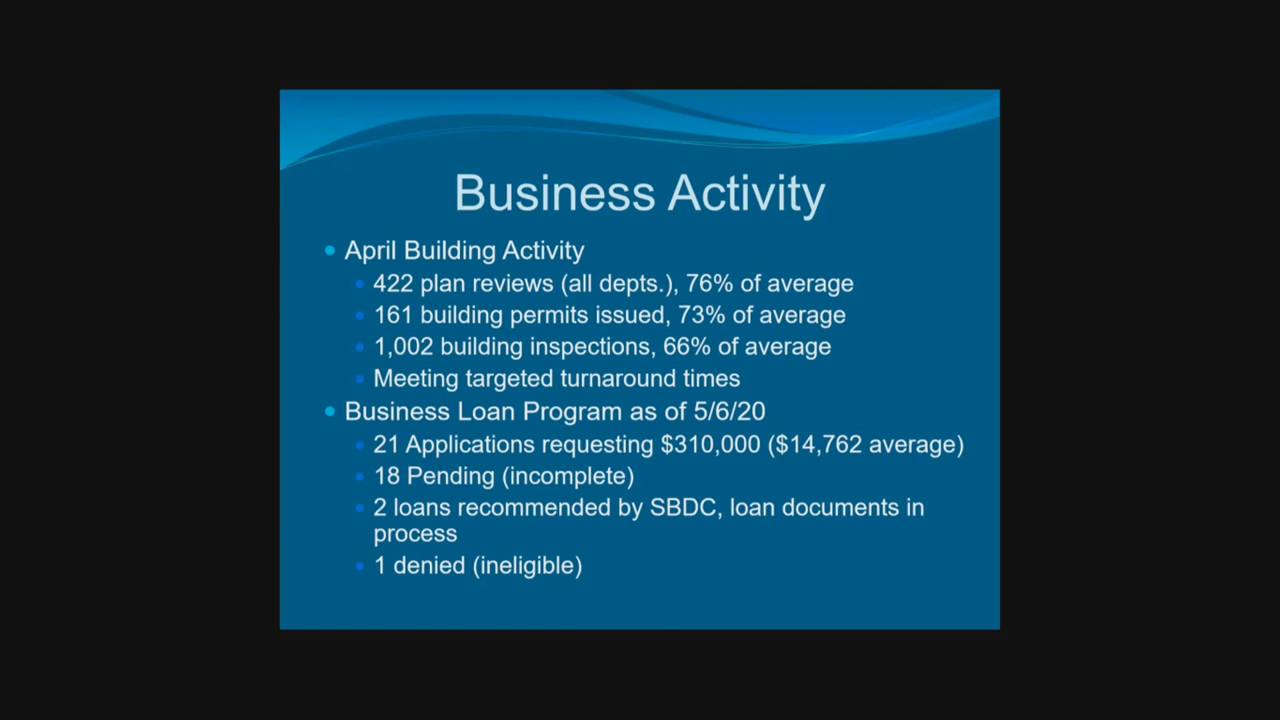 Business Activity
April Building Activity
422 plan reviews (all depts.), 76% of average
161 building permits issued, 73% of average
1,002 building inspections, 66% of average
Meeting targeted turnaround times
Business Loan Program as of 5/6/20
21 Applications requesting $310,000 ($14,762 average)
18 Pending (incomplete)
2 loans recommended by SBDC, loan documents in
process
1 denied (ineligible)